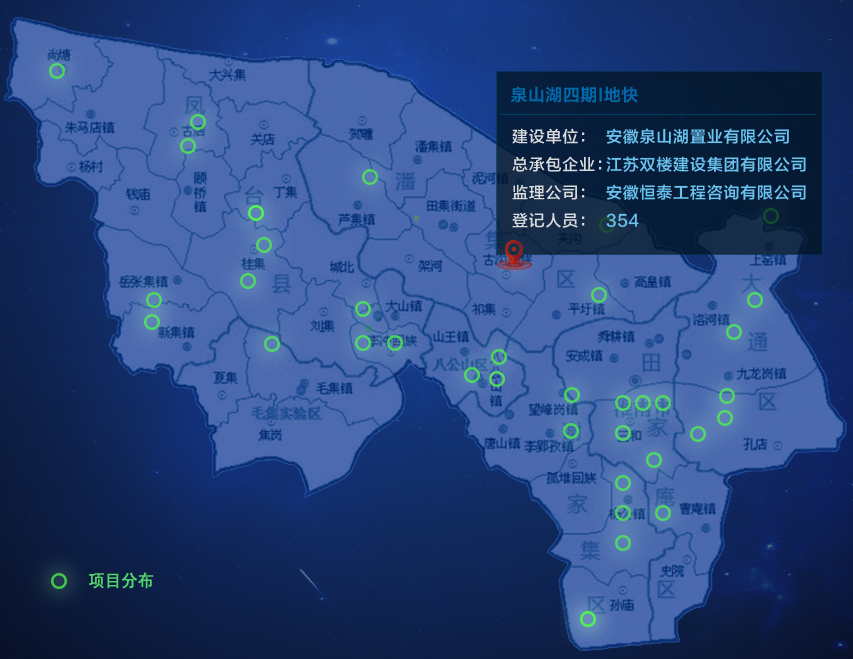 尚塘
大兴集
凤
古店
朱马店镇
关店
贺疃
潘集镇
杨村
顾桥镇
钱庙
丁集
台
潘
泥河镇
田集街道
芦集镇
泉山湖四期|地快
建设单位： 安徽泉山湖置业有限公司
总承包企业：江苏双楼建设集团有限公司
监理公司： 安徽恒泰工程咨询有限公司
登记人员： 354
夹沟
上窑镇
桂集
城北
架河
岳张集镇
县
区
高皇镇
大
大山镇
祁集
平圩镇
洛河镇
新集镇
刘集
李冲回族
山王镇
舜耕镇
通
八公山区
安成镇
田
夏集
毛集镇
九龙岗镇
毛集实验区
望峰岗镇
区
焦岗
唐山镇
李郢孜镇
家
三和
孔店
孤堆回族
家
庵
曹庵镇
集
史院
区
区
孙庙
项目分布